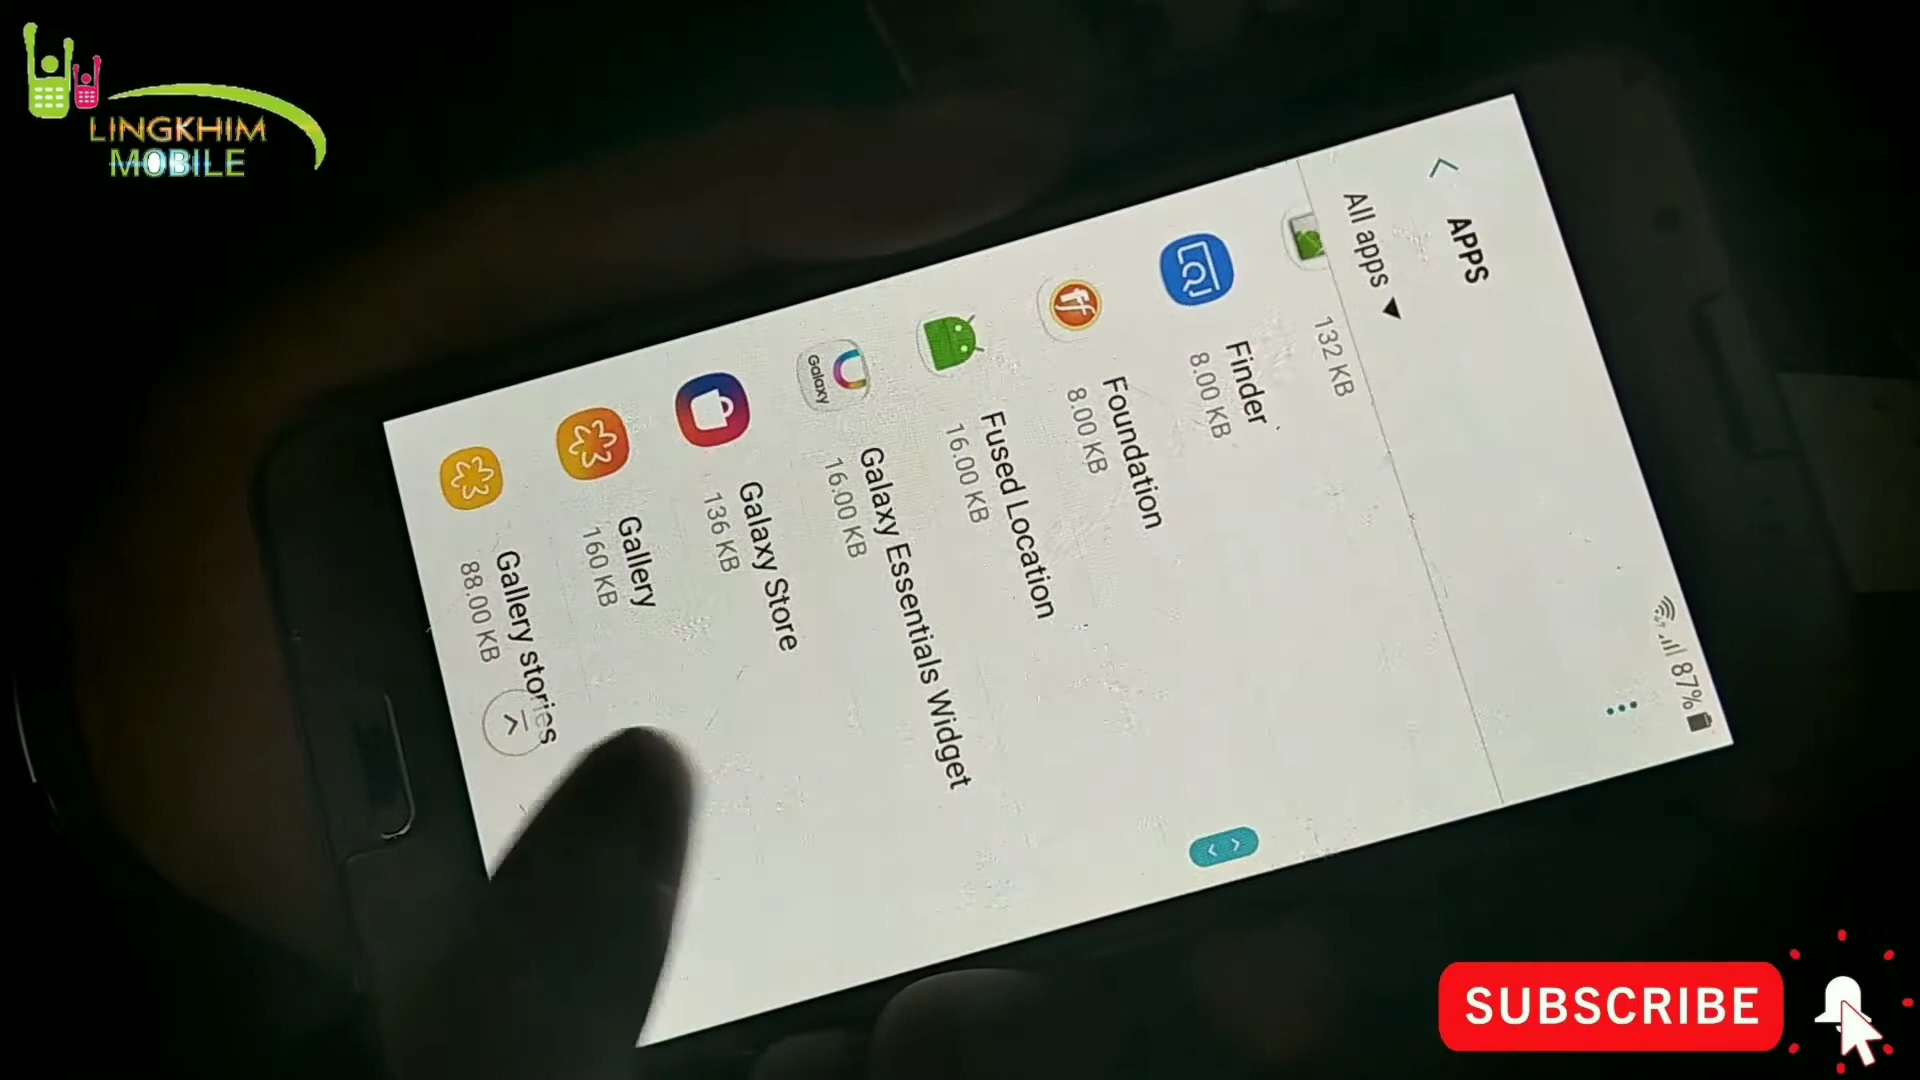 LINGKHIM
MOBILE
87%
APPS
All apps
132 KB
Finder
8.00 KB
Foundation
8.00 KB
Fused Location
16.00 KB
Galaxy
Galaxy Essentials Widget
16.00 KB
Galaxy Store
136 KB
Gallery
160 KB
Gallery stories
88.00 KB
SUBSCRIBE